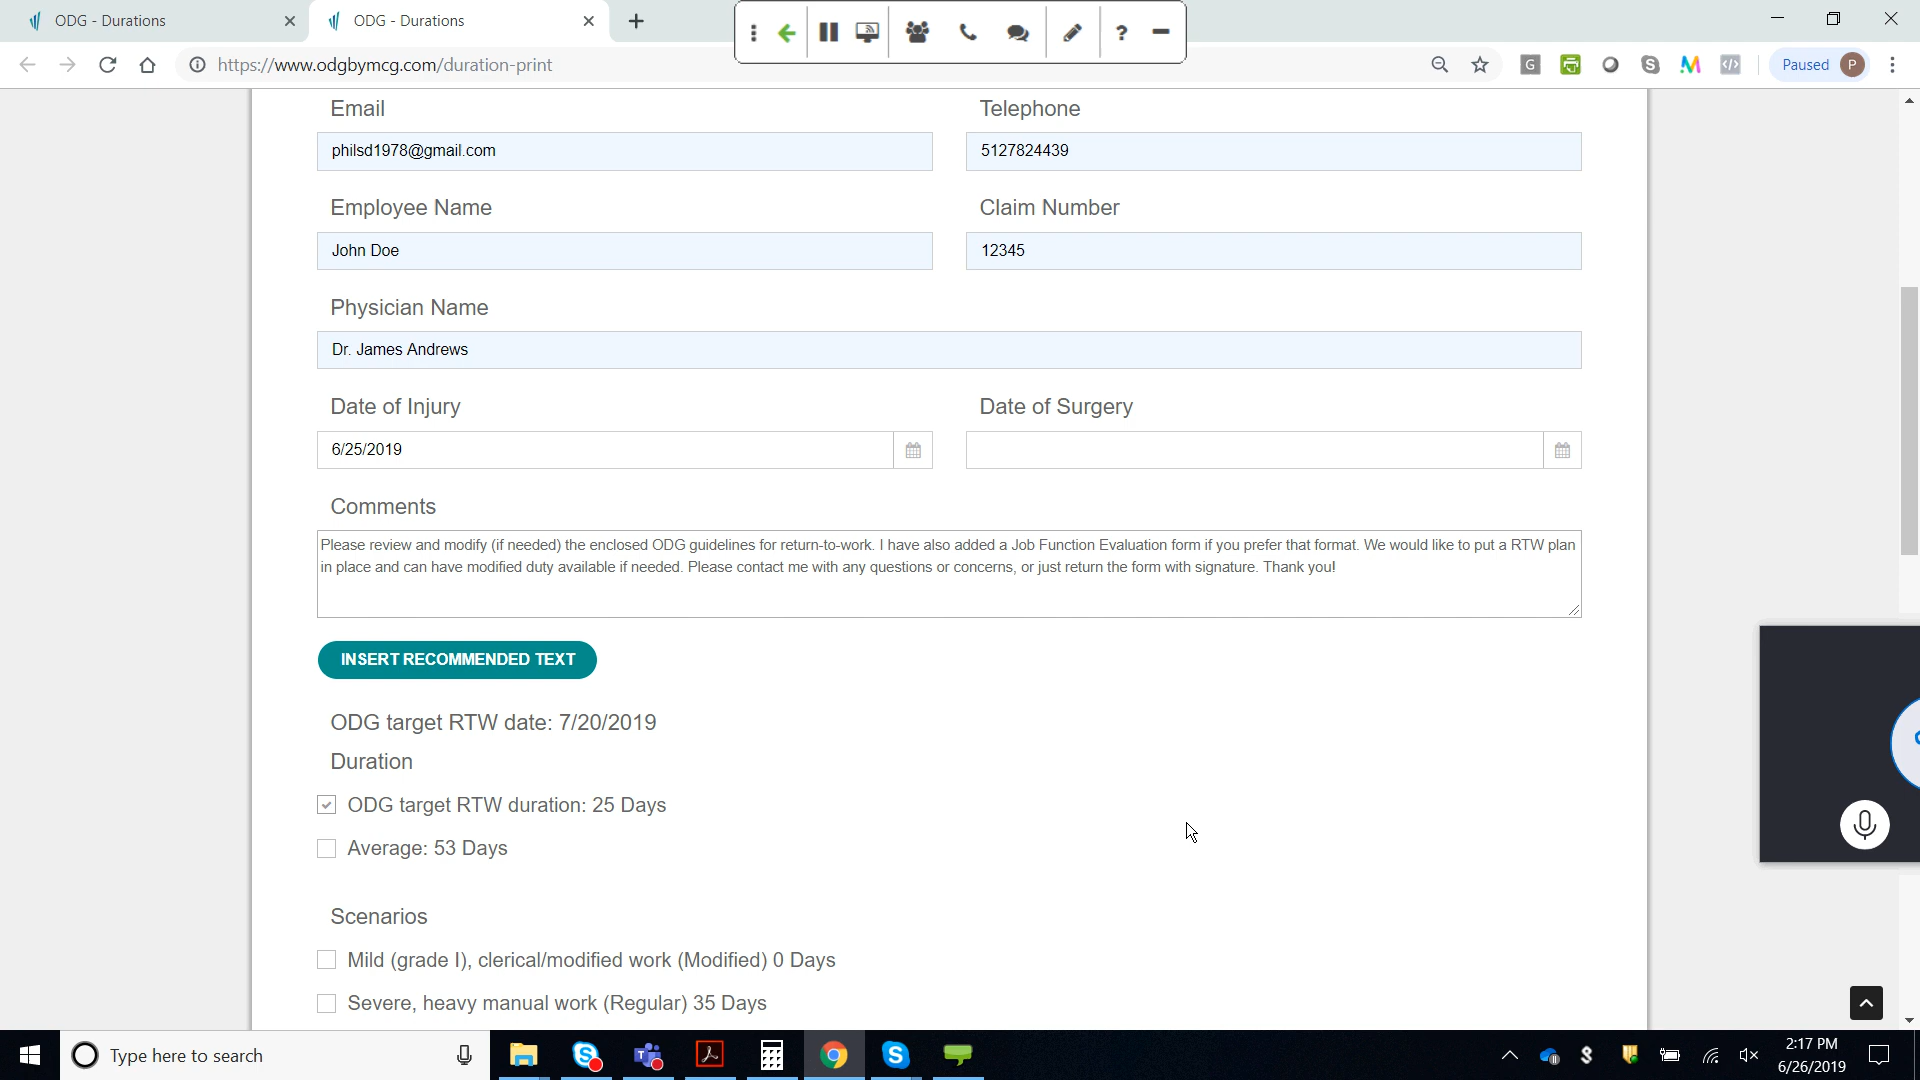 ODG - Durations
ODG - Durations
https://www.odgbymcg.com/duration-print
Paused P
Email
Telephone
philsd1978@gmail.com
5127824439
Employee Name
Claim Number
John Doe
12345
Physician Name
Dr. James Andrews
Date of Injury
Date of Surgery
6/25/2019
Comments
Please review and modify (if needed) the enclosed ODG guidelines for return-to-work. I have also added a Job Function Evaluation form if you prefer that format. We would like to put a RTW plan
in place and can have modified duty available if needed. Please contact me with any questions or concerns, or just return the form with signature. Thank you!
INSERT RECOMMENDED TEXT
ODG target RTW date: 7/20/2019
Duration
ODG target RTW duration: 25 Days
Average: 53 Days
Scenarios
Mild (grade I), clerical/modified work (Modified) 0 Days
Severe, heavy manual work (Regular) 35 Days
Type here to search
2:17 PM
6/26/2019